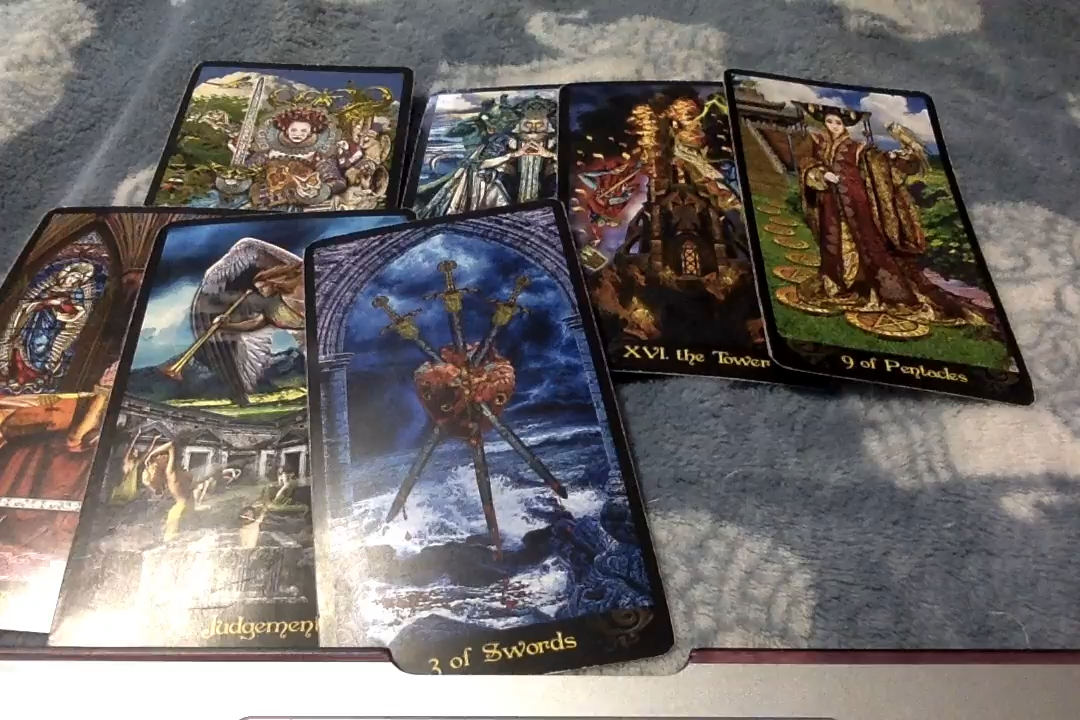 XVI. the Tower
9 of Pentacles
Judgement
3 of Swords